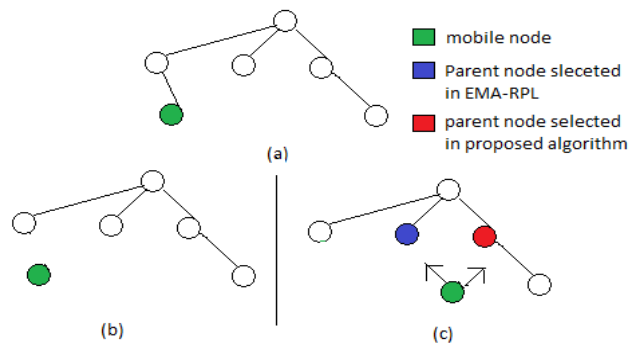 mobile node
Parent node sleceted
in EMA-RPL
parent node selected
in proposed algorithm
(a)
(b)
(c)